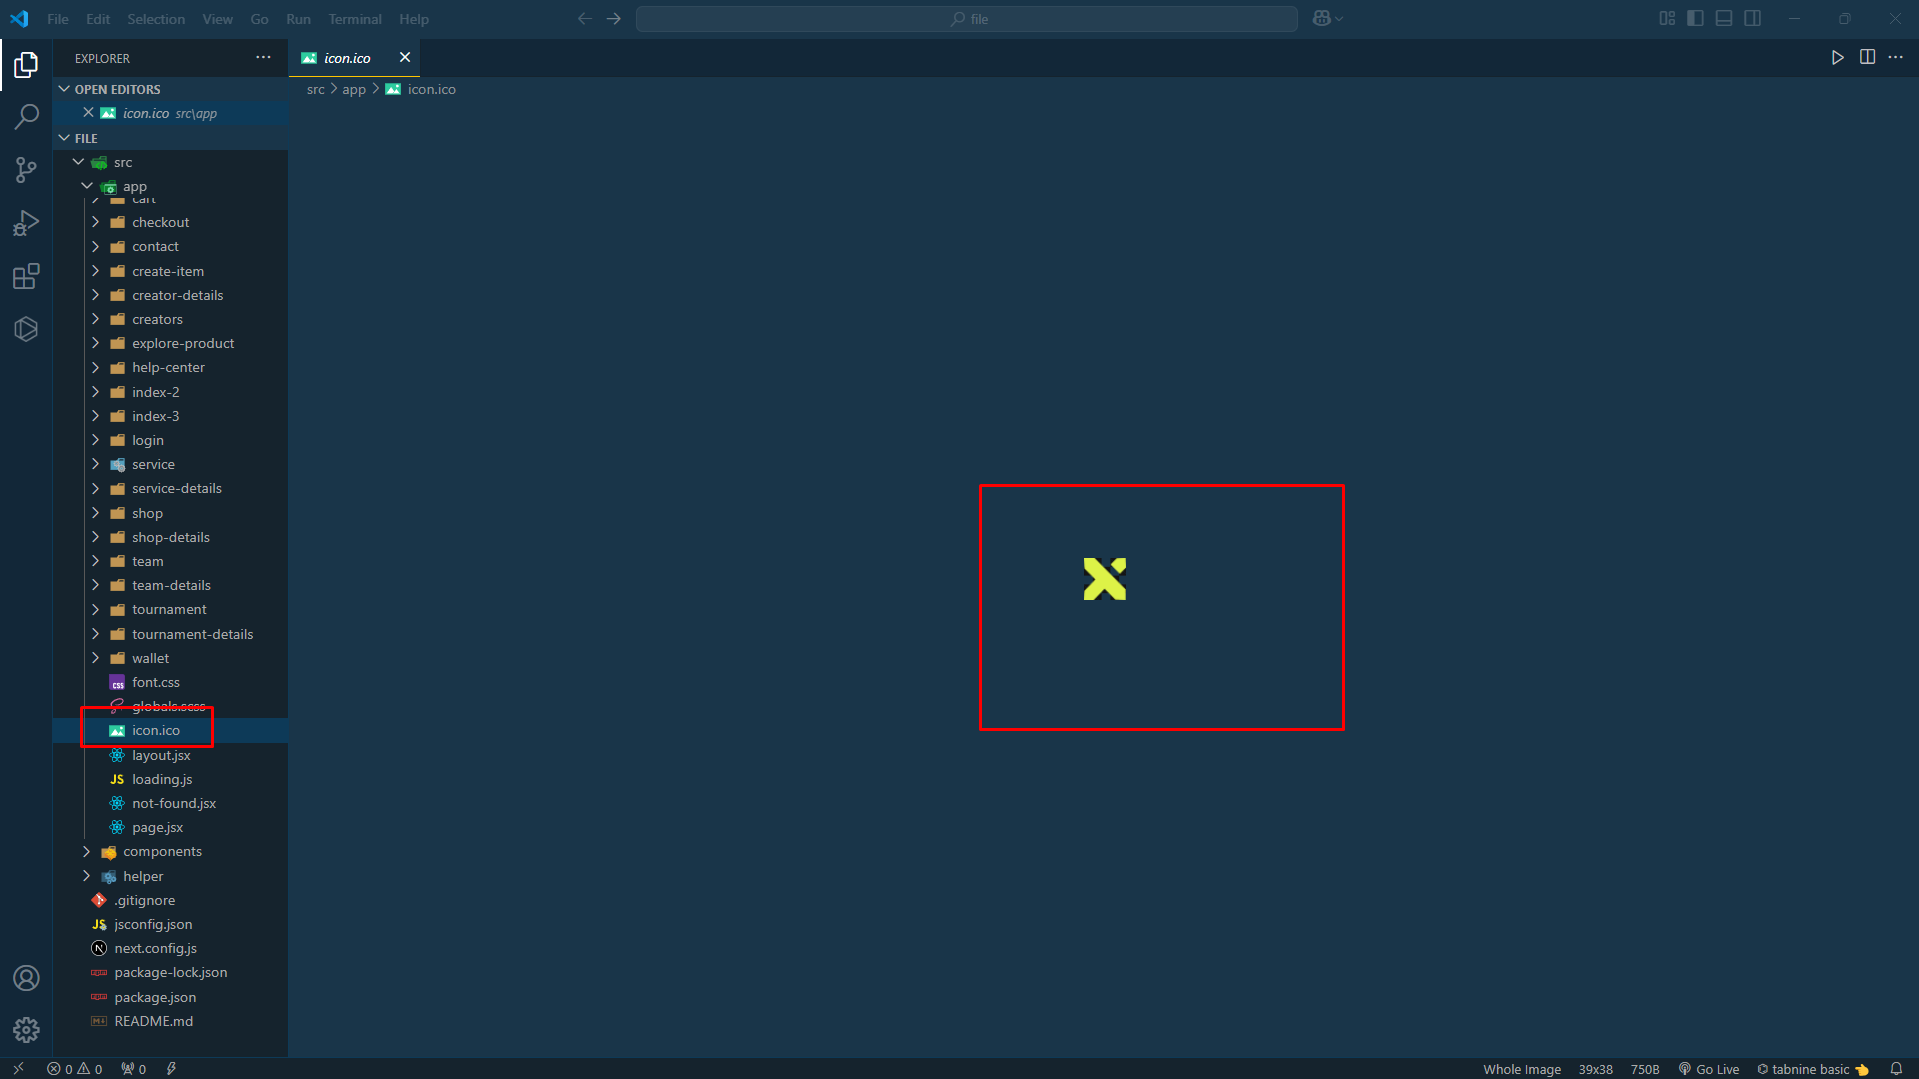 File Edit Selection View Go Run Terminal Help
file
EXPLORER
icon.ico
OPEN EDITORS
icon.ico src\app
src > app > icon.ico
FILE
src
app
cart
checkout
contact
create-item
creator-details
creators
explore-product
help-center
index-2
index-3
login
service
service-details
shop
shop-details
team
team-details
tournament
tournament-details
wallet
font.css
globals.scss
icon.ico
layout.jsx
JS loading.js
not-found.jsx
page.jsx
components
helper
.gitignore
JS jsconfig.json
N next.config.js
package-lock.json
package.json
README.md
0 0 0
Whole Image 39x38 750B Go Live tabnine basic